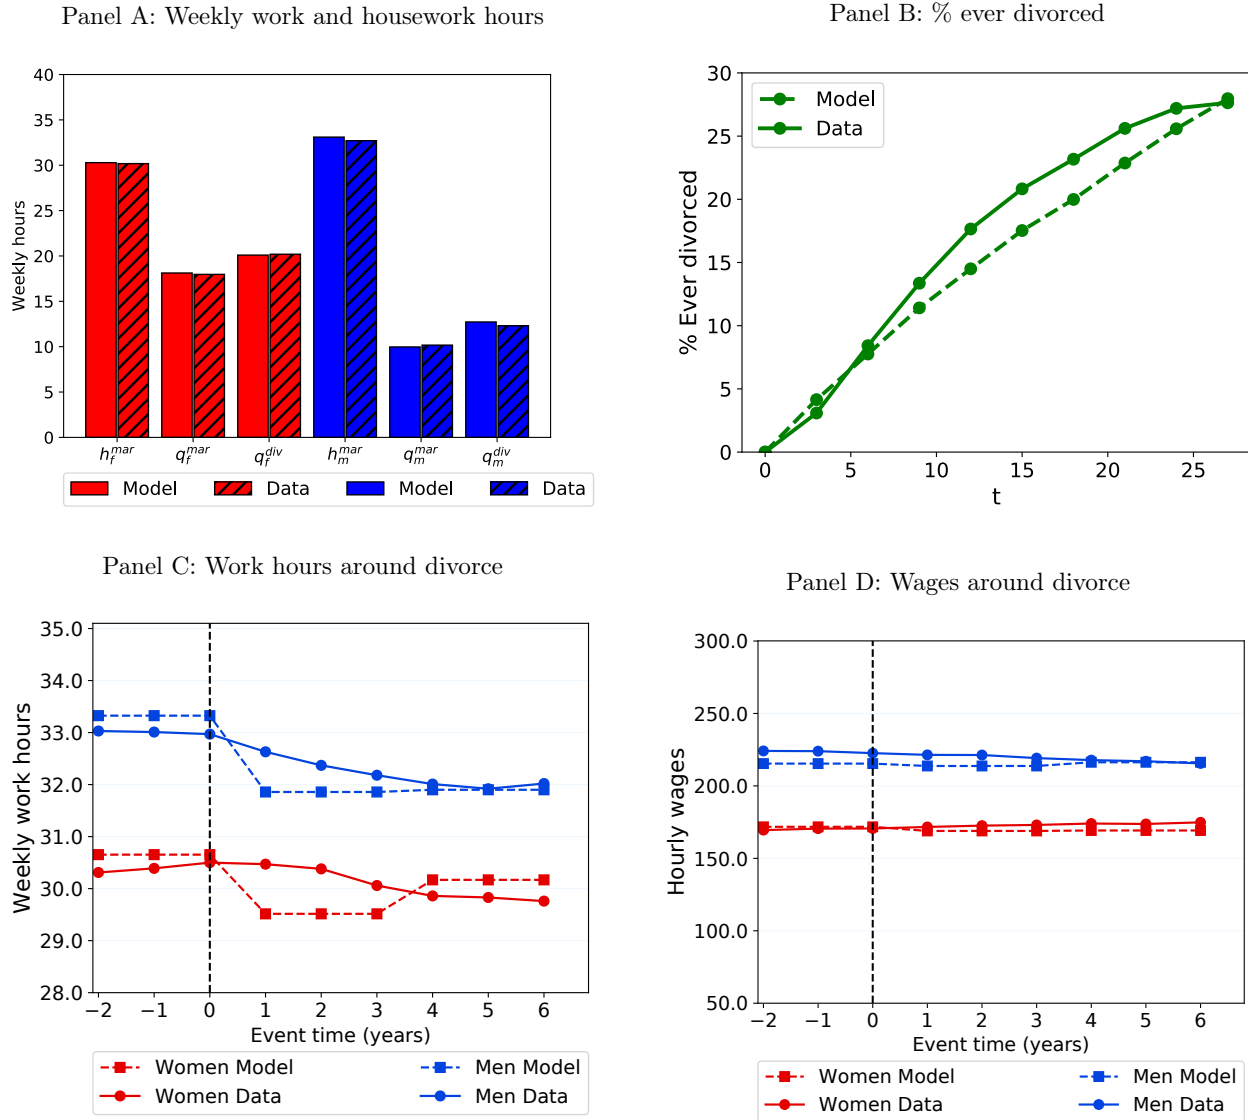 Panel A: Weekly work and housework hours
40
35
30
25
20
15
10
5
0
Weekly hours
h_f^{mar} q_f^{mar} q_f^{div} h_m^{mar} q_m^{mar} q_m^{div}
Model Data Model Data
Panel B: % ever divorced
30
25
20
15
10
5
0
% Ever divorced
Model
Data
0 5 10 15 20 25
t
Panel C: Work hours around divorce
35.0
34.0
33.0
32.0
31.0
30.0
29.0
28.0
Weekly work hours
−2 −1 0 1 2 3 4 5 6
Event time (years)
Women Model Men Model
Women Data Men Data
Panel D: Wages around divorce
300.0
250.0
200.0
150.0
100.0
50.0
Hourly wages
−2 −1 0 1 2 3 4 5 6
Event time (years)
Women Model Men Model
Women Data Men Data